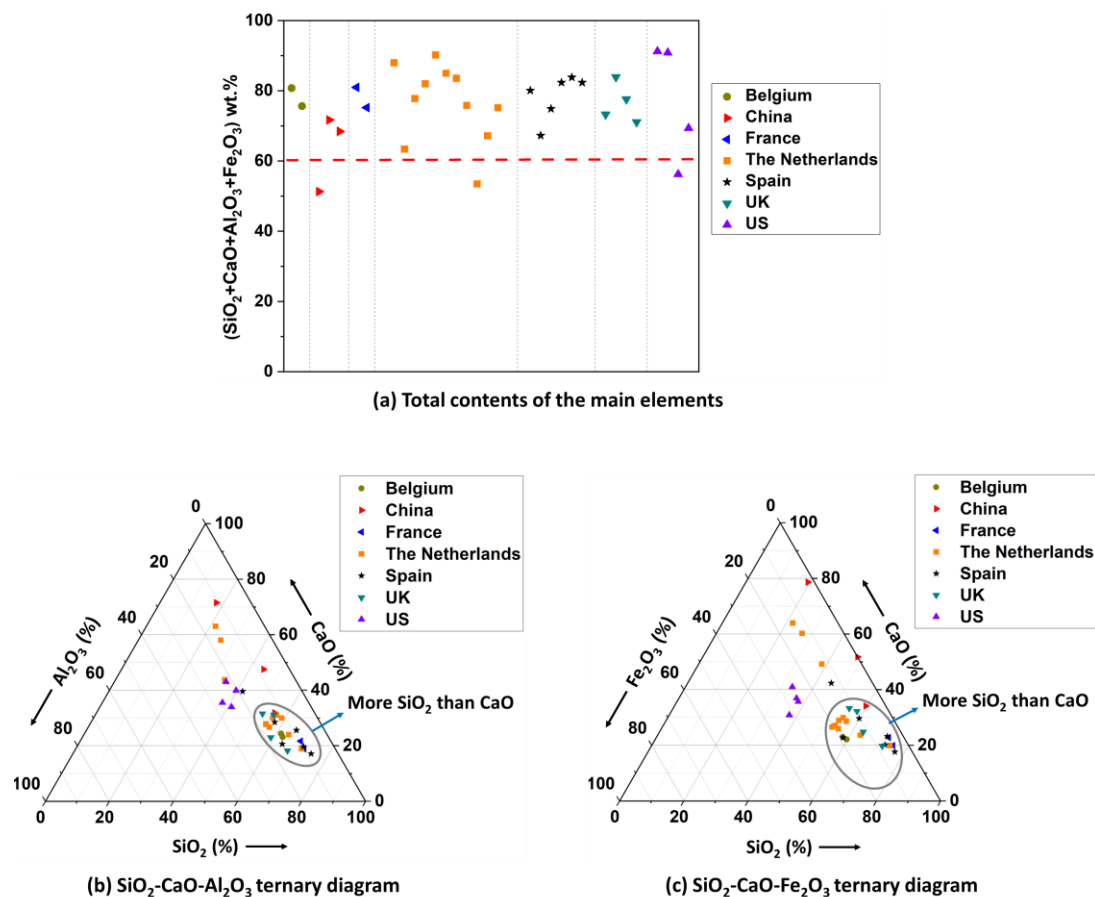 100
80
60
40
20
0
(SiO₂+CaO+Al₂O₃+Fe₂O₃) wt.%
Belgium
China
France
The Netherlands
Spain
UK
US
(a) Total contents of the main elements
Belgium
China
France
The Netherlands
Spain
UK
US
0
100
20
80
40
60
60
40
80
20
100
0
0
20
40
60
80
100
Al₂O₃ (%)
CaO (%)
SiO₂ (%)
More SiO₂ than CaO
(b) SiO₂-CaO-Al₂O₃ ternary diagram
Belgium
China
France
The Netherlands
Spain
UK
US
0
100
20
80
40
60
60
40
80
20
100
0
0
20
40
60
80
100
Fe₂O₃ (%)
CaO (%)
SiO₂ (%)
More SiO₂ than CaO
(c) SiO₂-CaO-Fe₂O₃ ternary diagram